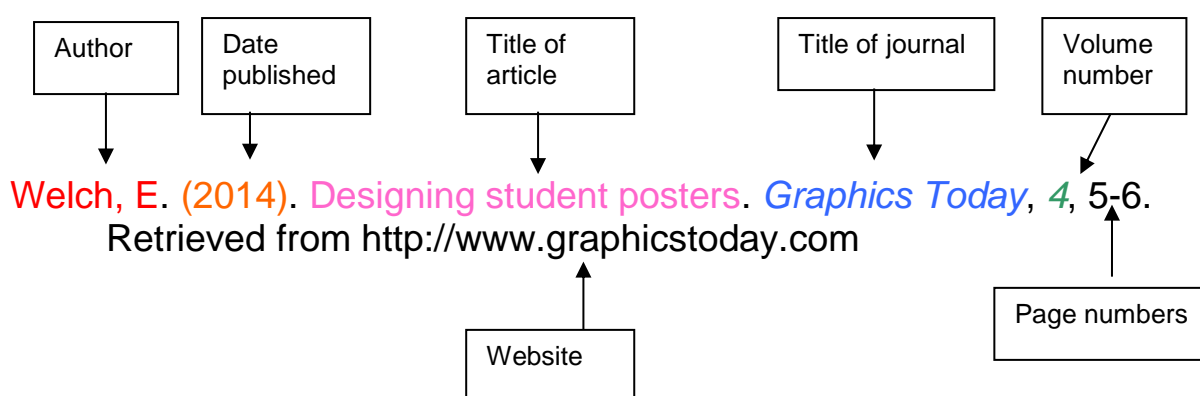 Author
Date
published
Title of
article
Title of journal
Volume
number
Welch, E. (2014). Designing student posters. Graphics Today, 4, 5-6.
Retrieved from http://www.graphicstoday.com
Website
Page numbers